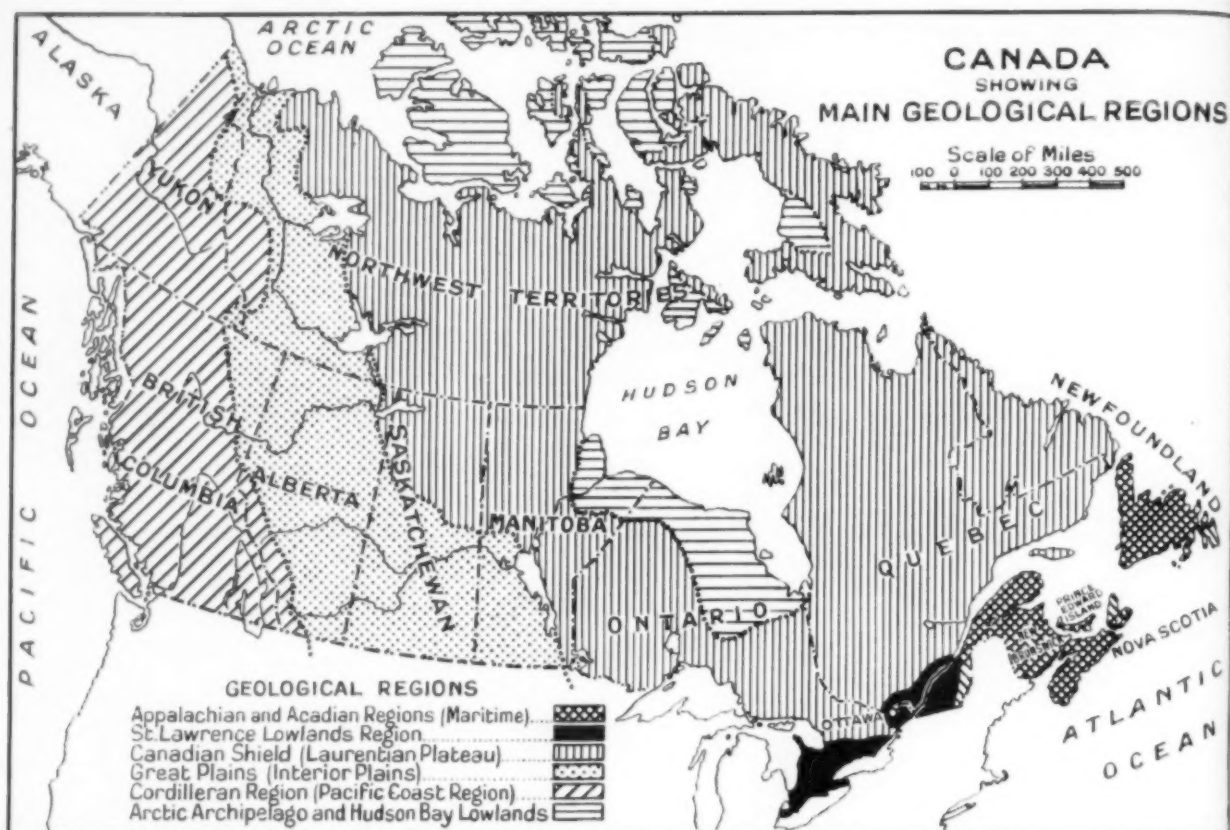 CANADA
SHOWING
MAIN GEOLOGICAL REGIONS
Scale of Miles
100 0 100 200 300 400 500
ARCTIC
OCEAN
ALASKA
YUKON
NORTHWEST TERRITORIES
PACIFIC OCEAN
BRITISH
COLUMBIA
ALBERTA
SASKATCHEWAN
MANITOBA
HUDSON
BAY
ONTARIO
QUEBEC
NEWFOUNDLAND
PRINCE
EDWARD
ISLAND
NEW
BRUNSWICK
NOVA SCOTIA
OTTAWA
ATLANTIC
OCEAN
GEOLOGICAL REGIONS
Appalachian and Acadian Regions (Maritime)
St. Lawrence Lowlands Region
Canadian Shield (Laurentian Plateau)
Great Plains (Interior Plains)
Cordilleran Region (Pacific Coast Region)
Arctic Archipelago and Hudson Bay Lowlands